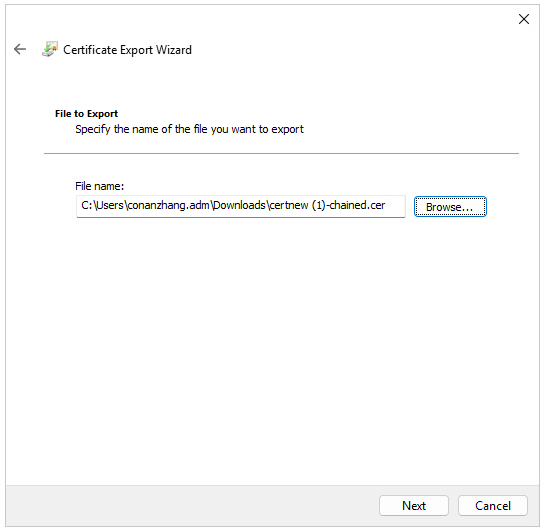 Certificate Export Wizard
File to Export
Specify the name of the file you want to export
File name:
C:\Users\conanzhang.adm\Downloads\certnew (1)-chained.cer
Browse...
Next
Cancel